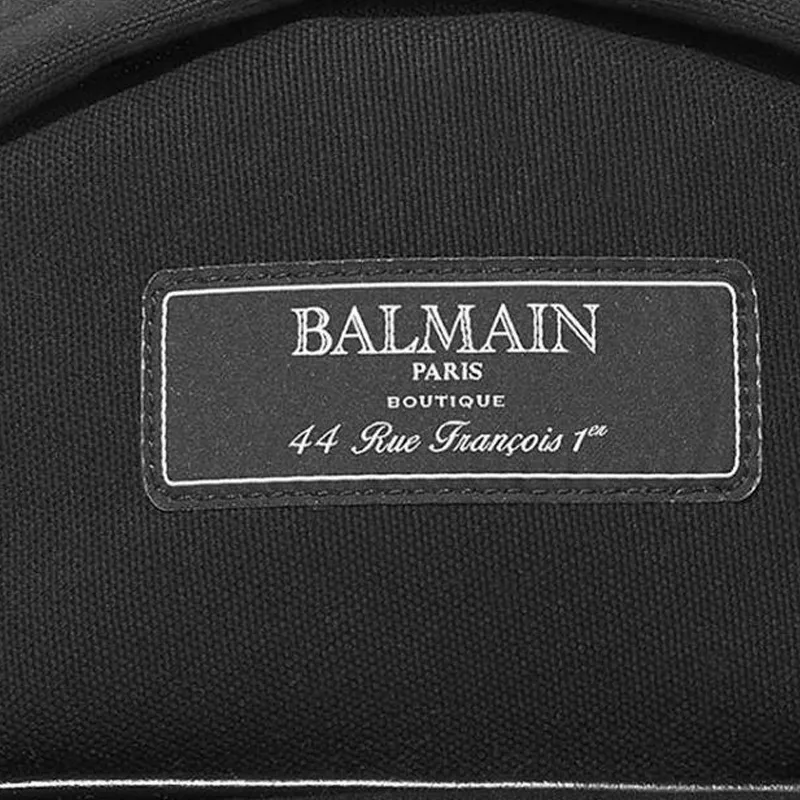 BALMAIN
PARIS
BOUTIQUE
44 Rue François 1er